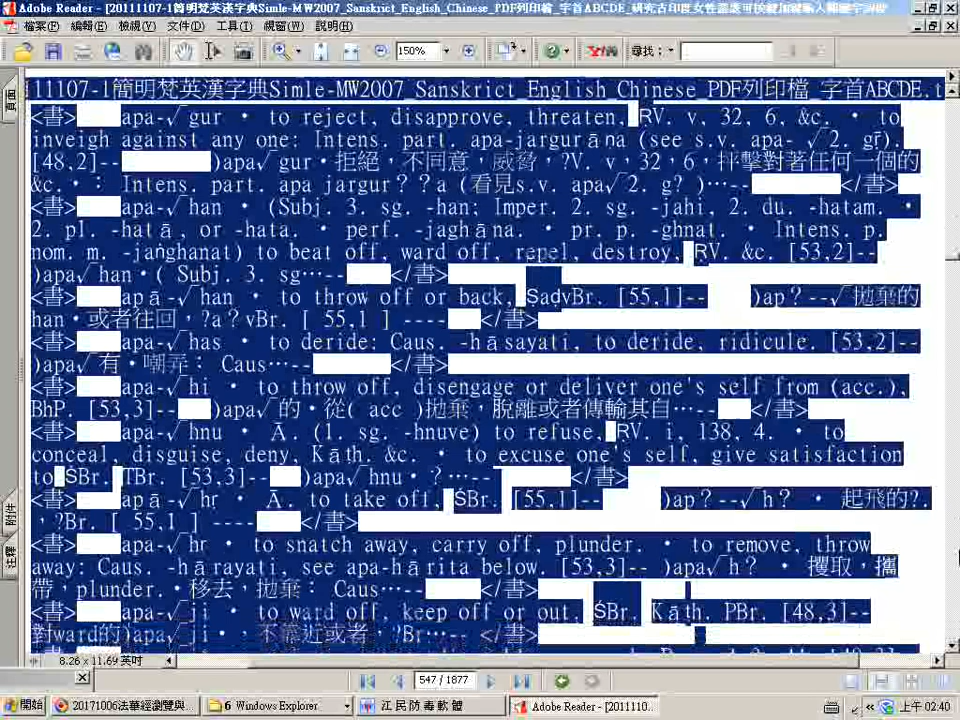 Adobe Reader - [20111107-1簡明梵英漢字典Simle-MW2007_Sanskrict_English_Chinese_PDF列印檔_字首ABCDE
檔案(F) 編輯(E) 檢視(V) 文件(D) 工具(T) 視窗(W) 說明(H)
150% 尋找:
11107-1簡明梵英漢字典Simle-MW2007_Sanskrict_English_Chinese_PDF列印檔_字首ABCDE.t
<書> apa-√gur · to reject, disapprove, threaten, RV. v, 32, 6, &c. · to
inveigh against any one: Intens. part. apa-jargurāṇa (see s.v. apa-√2. gṝ).
[48,2]-- )apa√gur·拒絕,不同意,威脅,?V. v,32,6,抨擊對著任何一個的
&c.·: Intens. part. apa jargur??a (看見s.v. apa√2. g? )…-- </書>
<書> apa-√han · (Subj. 3. sg. -han: Imper. 2. sg. -jahi, 2. du. -hatam. ·
2. pl. -hatā, or -hata. · perf. -jaghāna. · pr. p. -ghnat. · Intens. p.
nom. m. -jaṅghanat) to beat off, ward off, repel, destroy, RV. &c. [53,2]--
)apa√han·( Subj. 3. sg…-- </書>
<書> apā-√han · to throw off or back, ṢaḍvBr. [55,1]-- )ap?--√拋棄的
han·或者往回,?a?vBr. [ 55,1 ] ---- </書>
<書> apa-√has · to deride: Caus. -hāsayati, to deride, ridicule. [53,2]--
)apa√有·嘲弄: Caus…-- </書>
<書> apa-√hi · to throw off, disengage or deliver one's self from (acc.),
BhP. [53,3]-- )apa√的·從( acc )拋棄,脫離或者傳輸其自…-- </書>
<書> apa-√hnu · Ā. (1. sg. -hnuve) to refuse, RV. i, 138, 4. · to
conceal, disguise, deny, Kāṭh. &c. · to excuse one's self, give satisfaction
to ŚBr. TBr. [53,3]-- )apa√hnu·?…-- </書>
<書> apā-√hṛ · Ā. to take off, ŚBr. [55,1]-- )ap?--√h? · 起飛的?.
,?Br. [ 55,1 ] ---- </書>
<書> apa-√hṛ · to snatch away, carry off, plunder. · to remove, throw
away: Caus. -hārayati, see apa-hārita below. [53,3]-- )apa√h? · 攫取,攜
帶,plunder.·移去,拋棄: Caus…-- </書>
<書> apa-√ji · to ward off, keep off or out, ŚBr. Kāṭh. PBr. [48,3]--
對ward的)apa√ji·,不靠近或者,?Br…-- </書>
頁面
附件
注釋
8.26 x 11.69 英吋
547 / 1877
開始 20171006法華經瀏覽與... 6 Windows Explorer 江民防毒軟體 Adobe Reader - [2011110... 上午 02:40